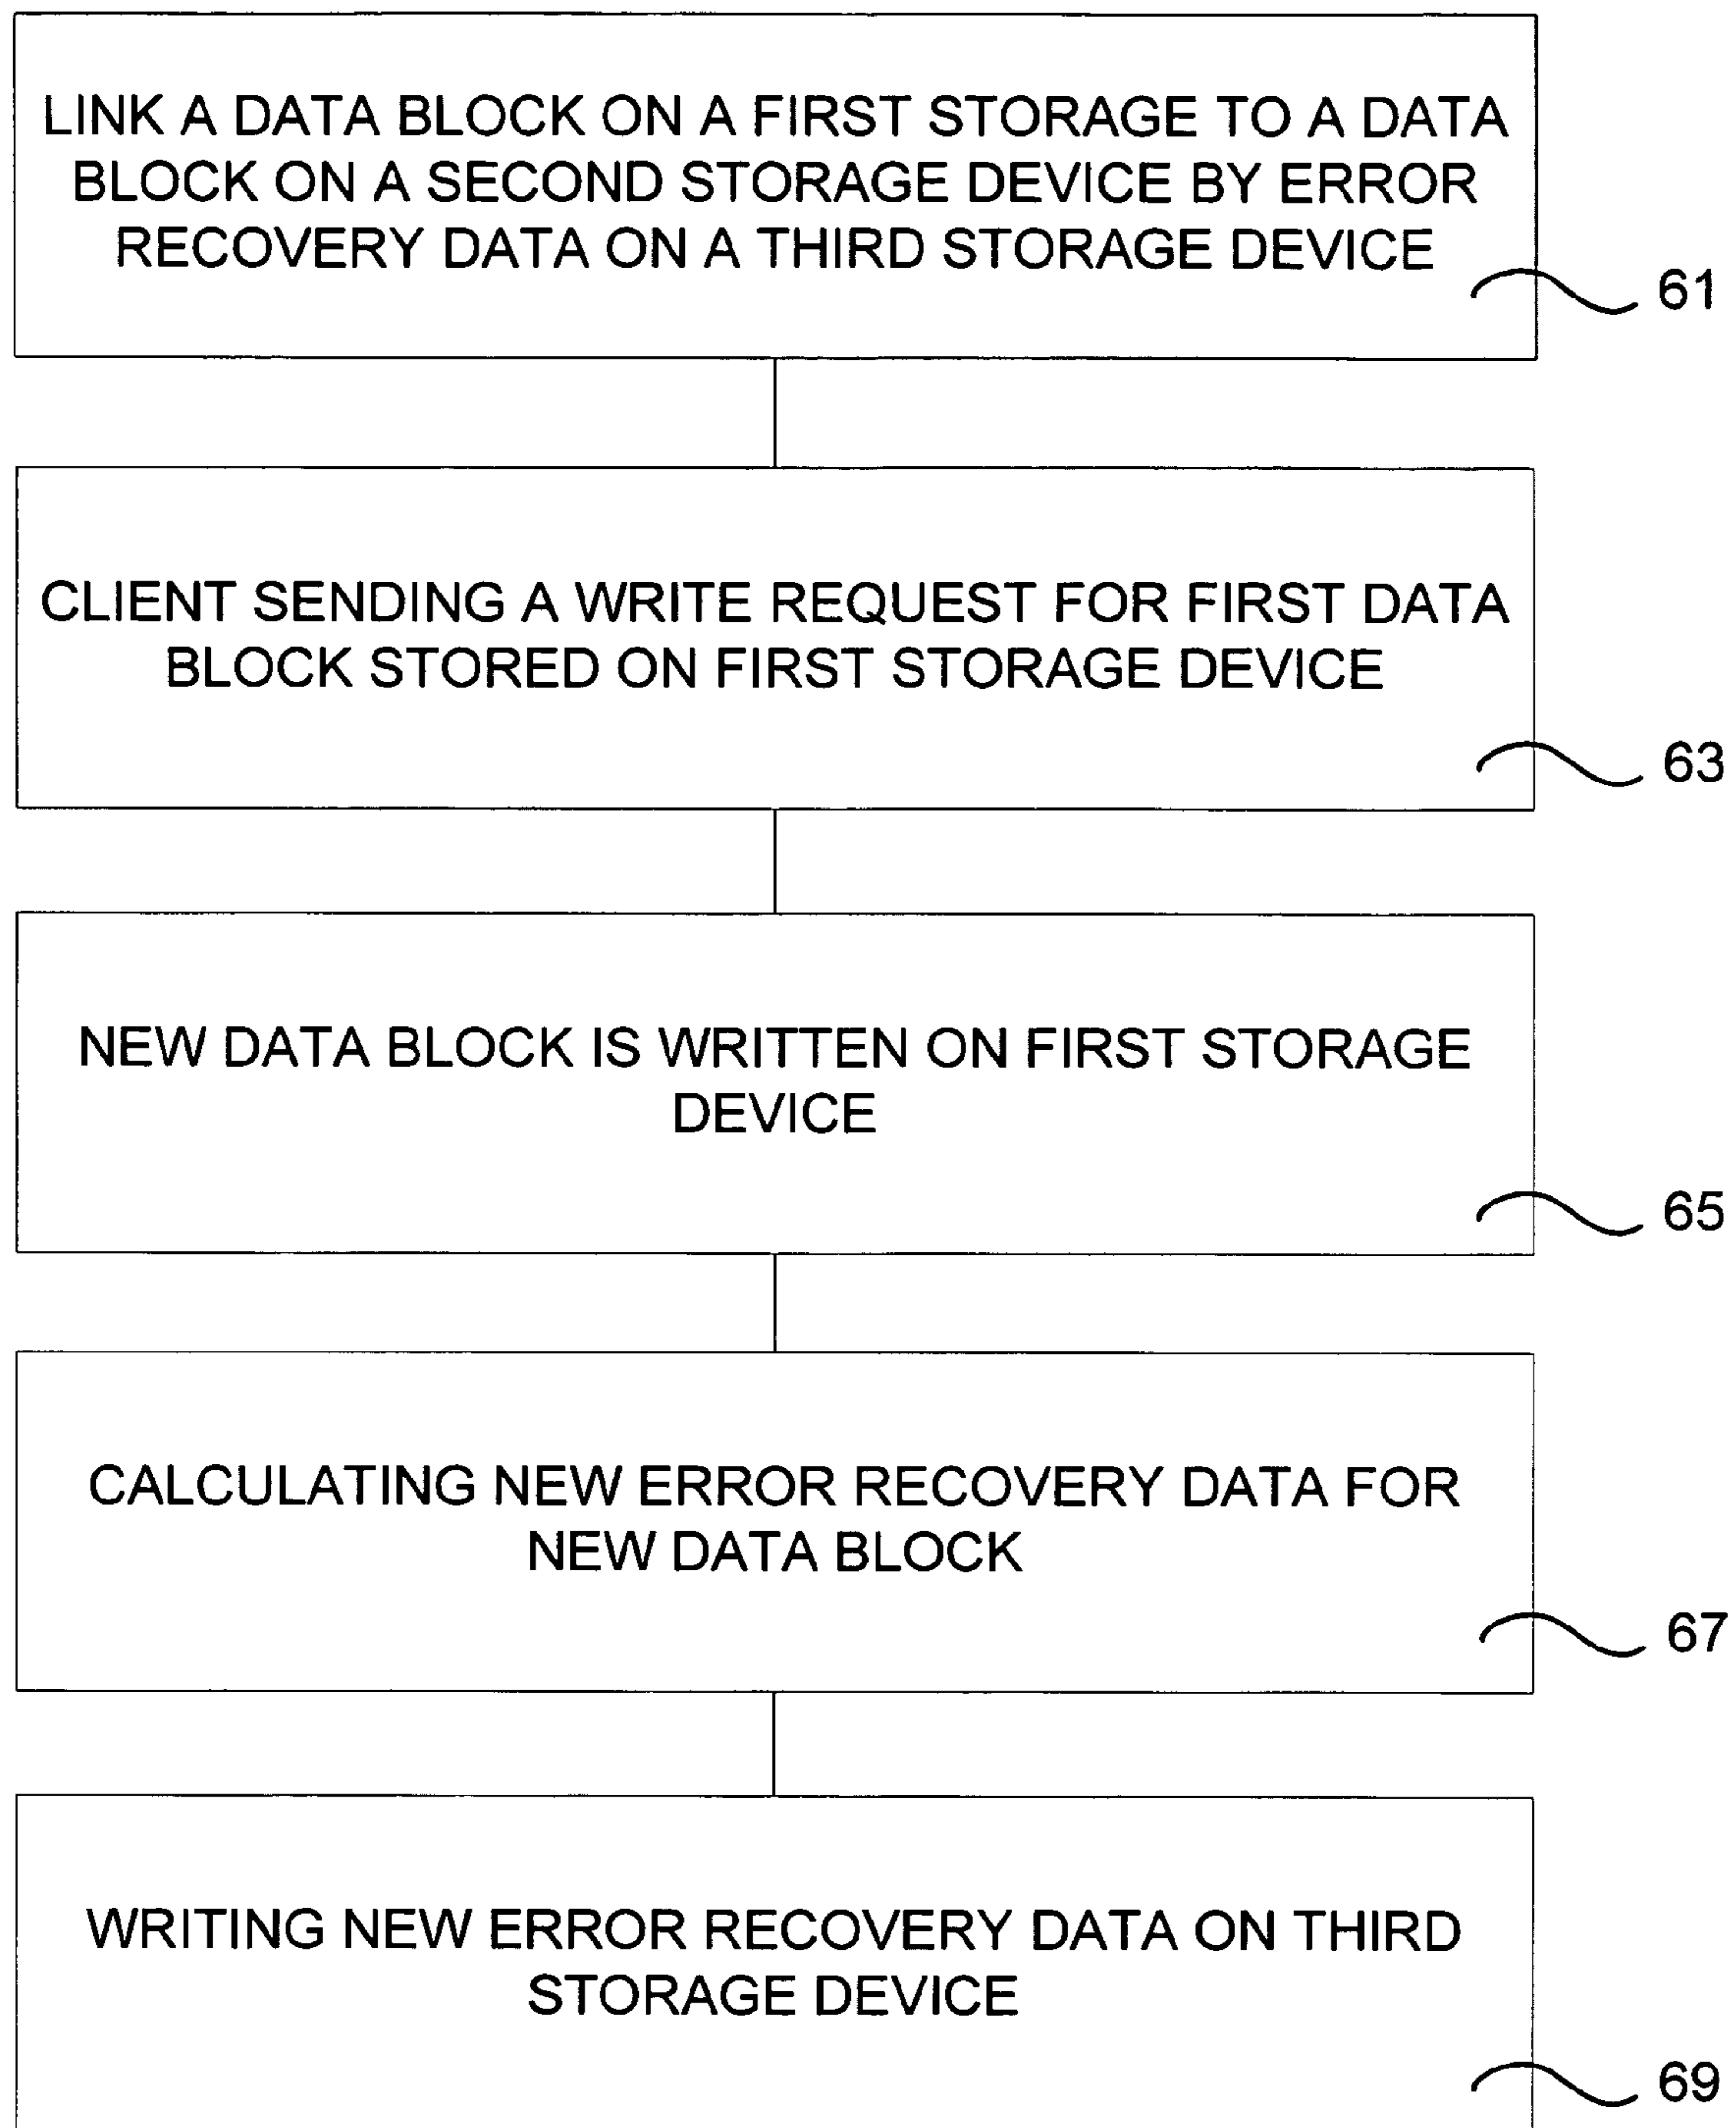 LINK A DATA BLOCK ON A FIRST STORAGE TO A DATA
BLOCK ON A SECOND STORAGE DEVICE BY ERROR
RECOVERY DATA ON A THIRD STORAGE DEVICE
61
CLIENT SENDING A WRITE REQUEST FOR FIRST DATA
BLOCK STORED ON FIRST STORAGE DEVICE
63
NEW DATA BLOCK IS WRITTEN ON FIRST STORAGE
DEVICE
65
CALCULATING NEW ERROR RECOVERY DATA FOR
NEW DATA BLOCK
67
WRITING NEW ERROR RECOVERY DATA ON THIRD
STORAGE DEVICE
69